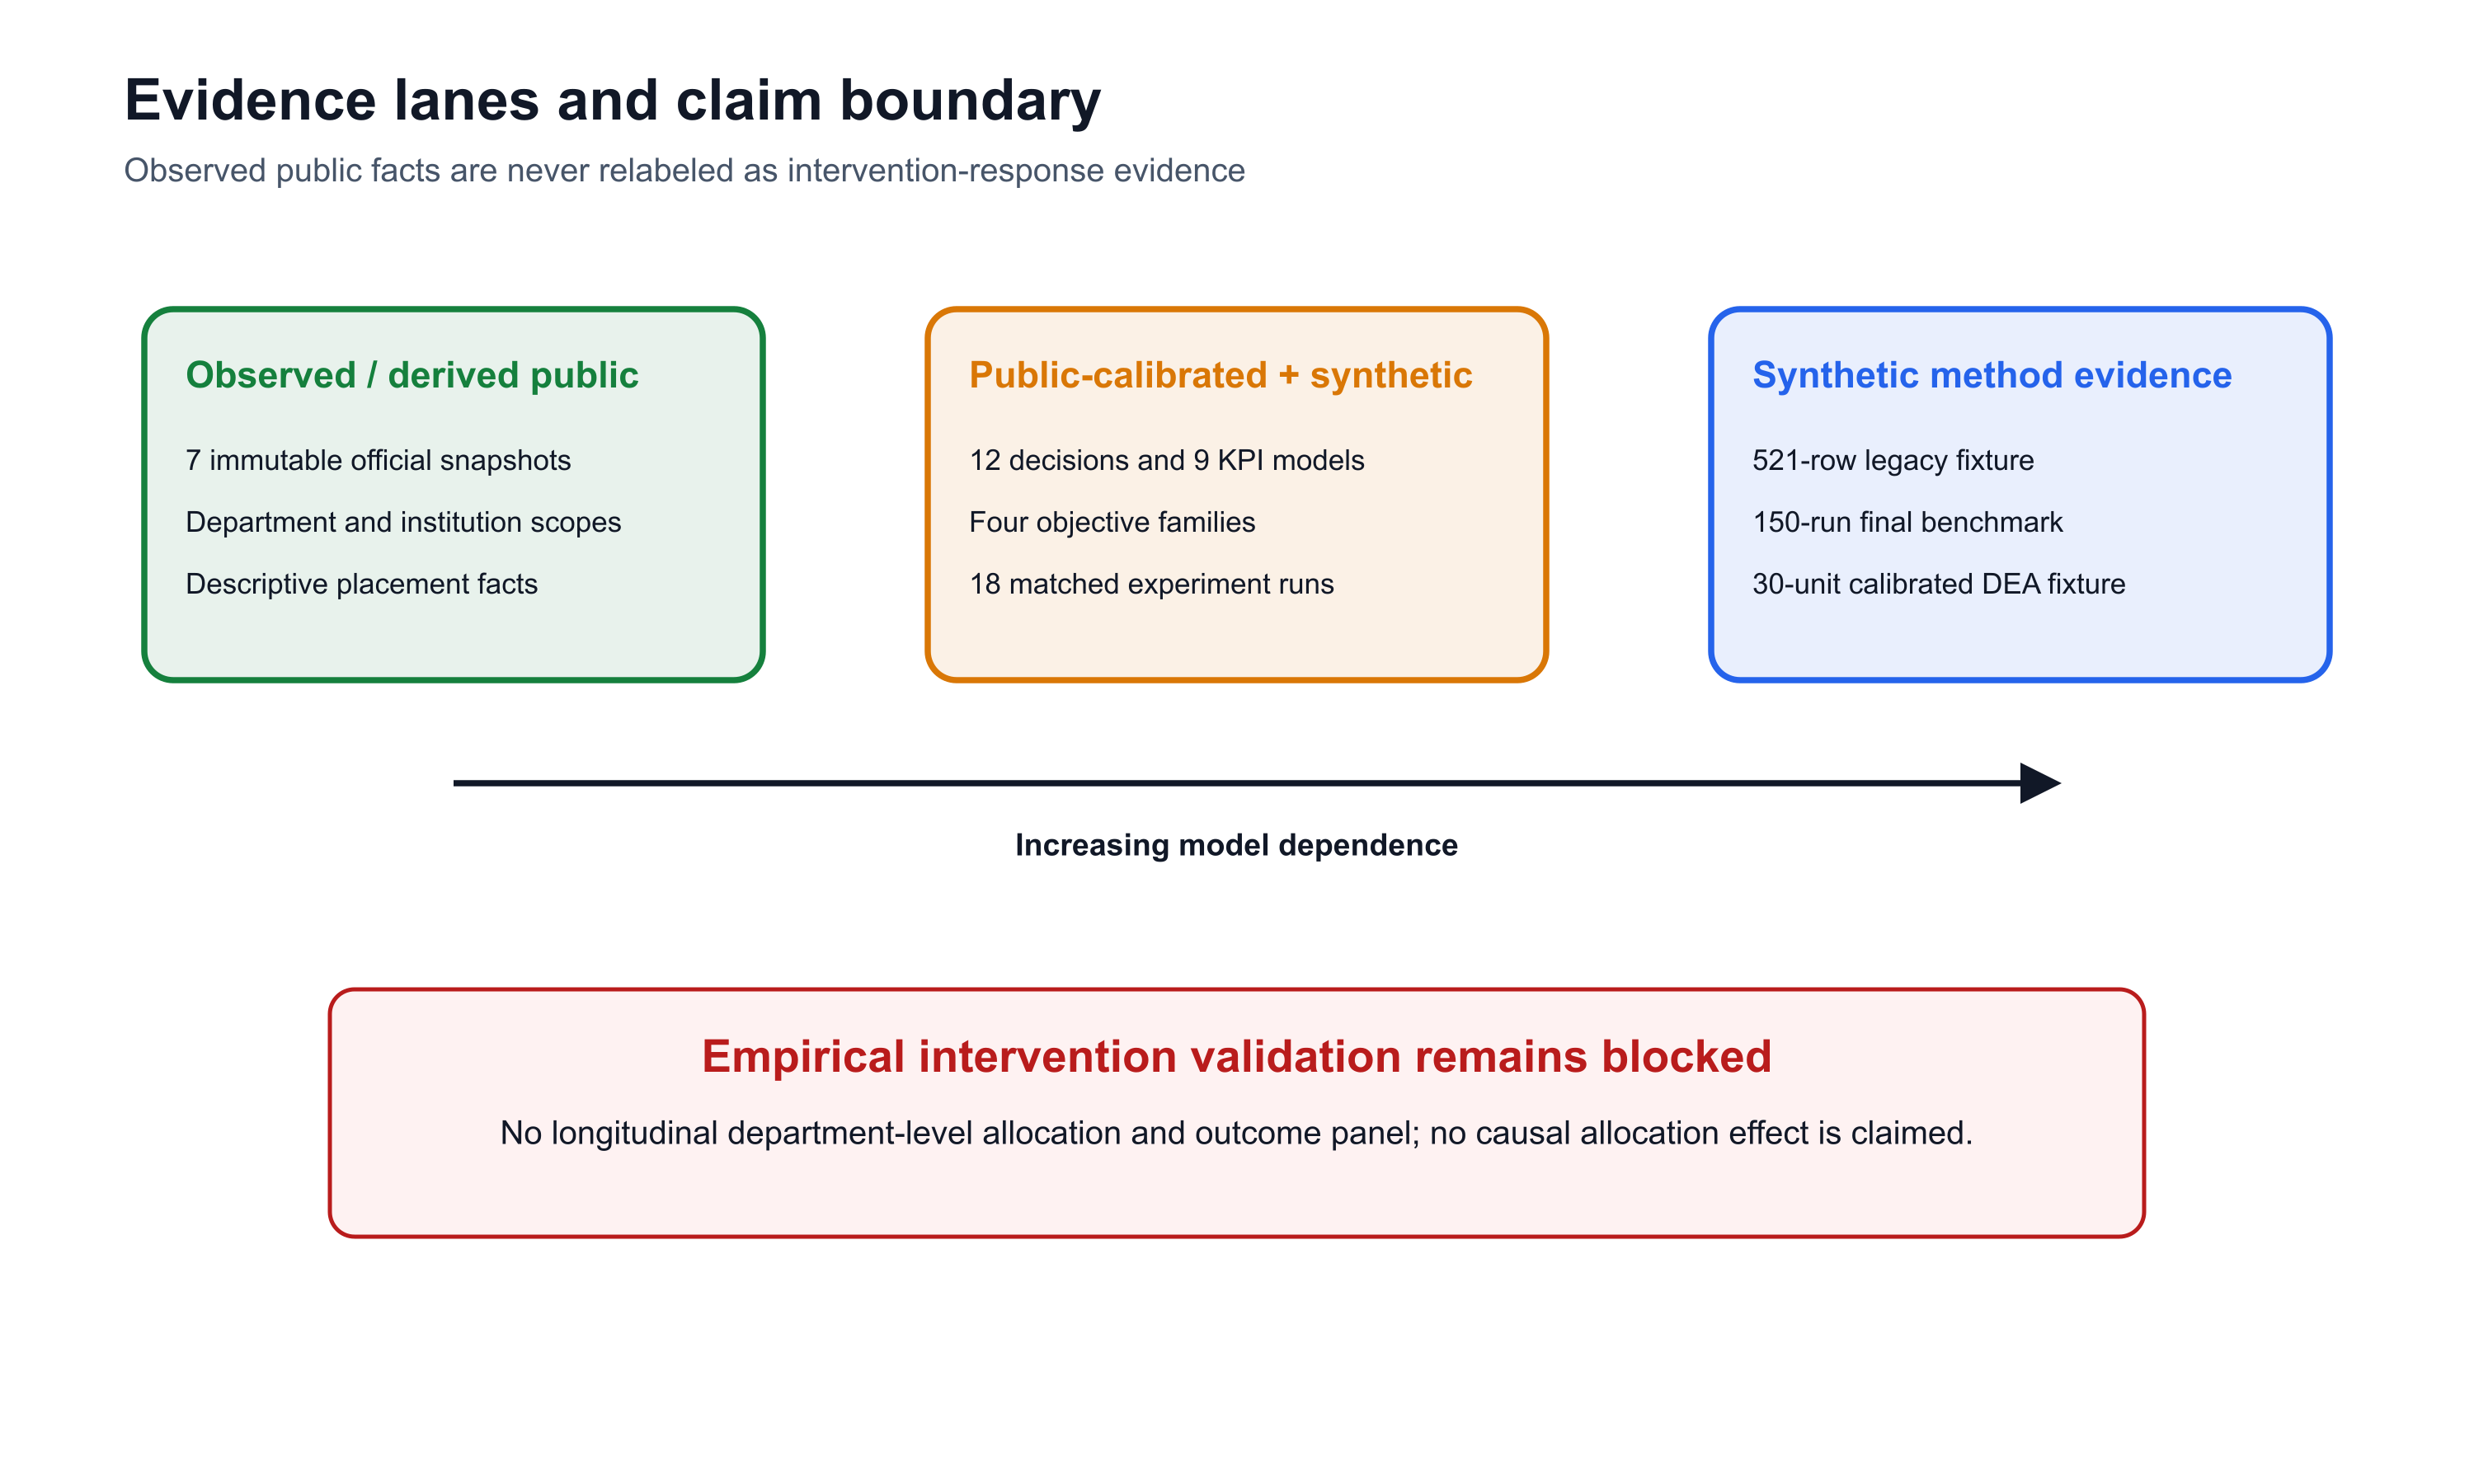 Evidence lanes and claim boundary
Observed public facts are never relabeled as intervention-response evidence
Observed / derived public
7 immutable official snapshots
Department and institution scopes
Descriptive placement facts
Public-calibrated + synthetic
12 decisions and 9 KPI models
Four objective families
18 matched experiment runs
Synthetic method evidence
521-row legacy fixture
150-run final benchmark
30-unit calibrated DEA fixture
Increasing model dependence
Empirical intervention validation remains blocked
No longitudinal department-level allocation and outcome panel; no causal allocation effect is claimed.